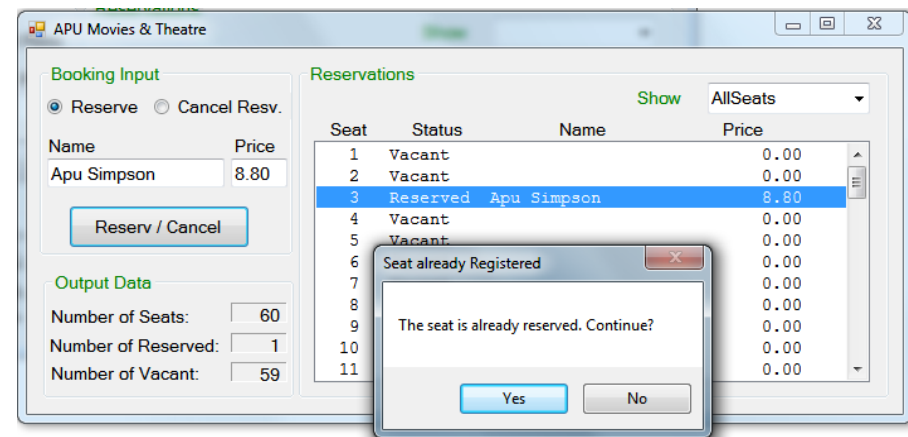 APU Movies & Theatre
Booking Input
Reserve Cancel Resv.
Name Price
Apu Simpson 8.80
Reserv / Cancel
Output Data
Number of Seats: 60
Number of Reserved: 1
Number of Vacant: 59
Reservations
Show AllSeats
Seat Status Name Price
1 Vacant 0.00
2 Vacant 0.00
3 Reserved Apu Simpson 8.80
4 Vacant 0.00
5 Vacant 0.00
6 0.00
7 0.00
8 0.00
9 0.00
10 0.00
11 0.00
Seat already Registered
The seat is already reserved. Continue?
Yes No